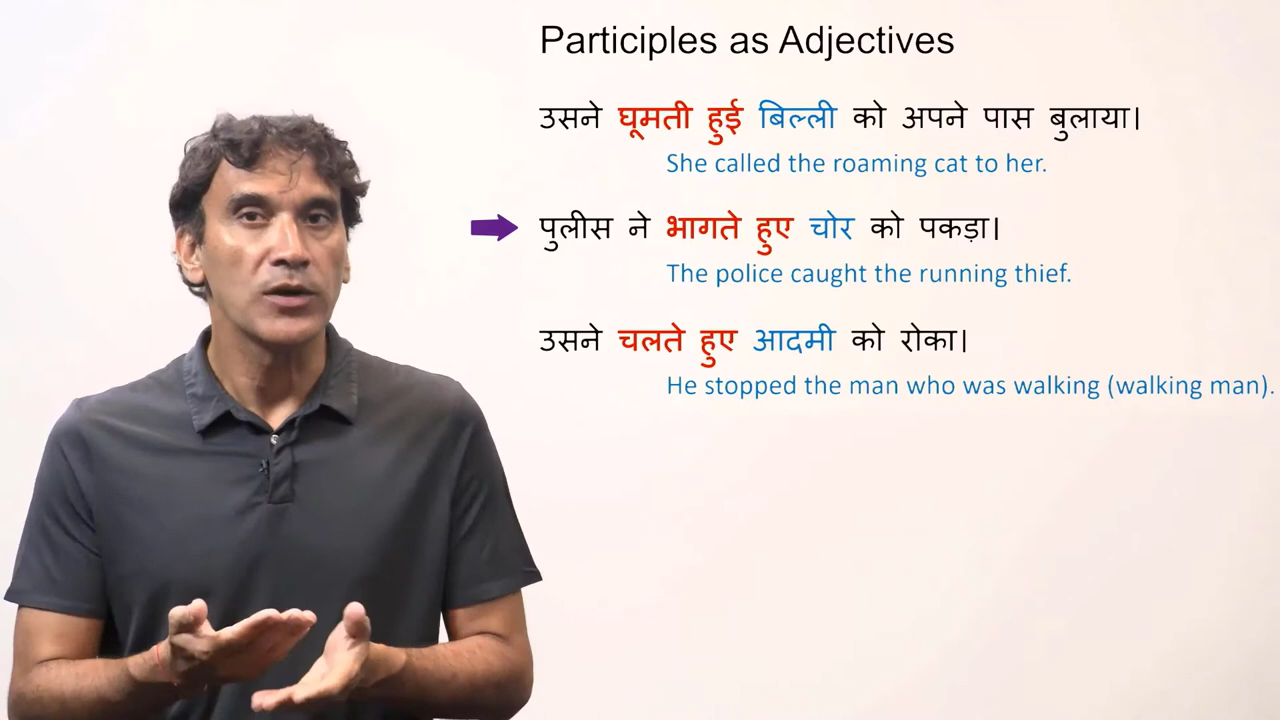 Participles as Adjectives
उसने घूमती हुई बिल्ली को अपने पास बुलाया।
She called the roaming cat to her.
पुलीस ने भागते हुए चोर को पकड़ा।
The police caught the running thief.
उसने चलते हुए आदमी को रोका।
He stopped the man who was walking (walking man).